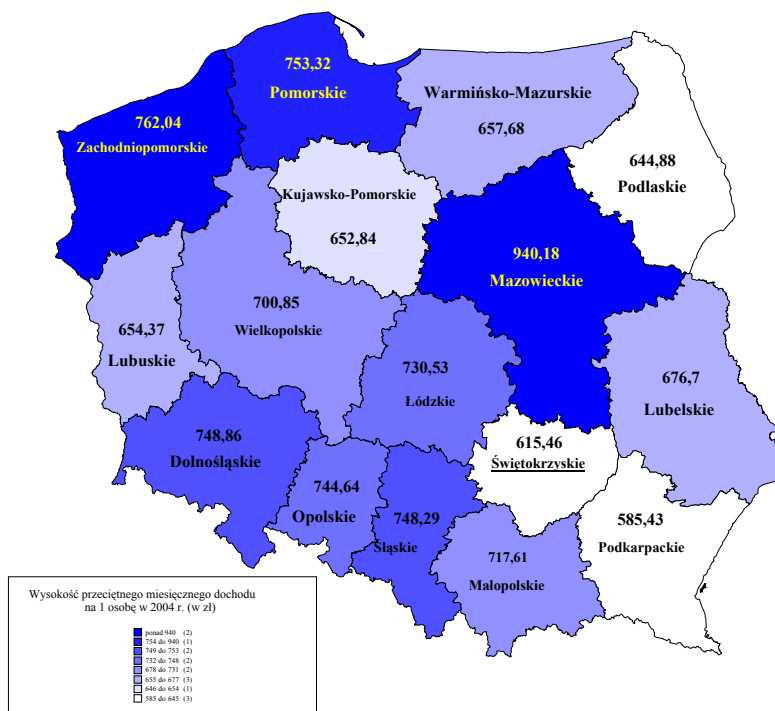 753,32
Pomorskie
Warmińsko-Mazurskie
657,68
762,04
Zachodniopomorskie
644,88
Podlaskie
Kujawsko-Pomorskie
652,84
940,18
Mazowieckie
700,85
Wielkopolskie
654,37
Lubuskie
730,53
Łódzkie
676,7
Lubelskie
748,86
Dolnośląskie
615,46
Świętokrzyskie
744,64
Opolskie
748,29
Śląskie
585,43
Podkarpackie
717,61
Małopolskie
Wysokość przeciętnego miesięcznego dochodu
na 1 osobę w 2004 r. (w zł)
ponad 940 (2)
754 do 940 (1)
749 do 753 (2)
732 do 748 (2)
678 do 731 (2)
655 do 677 (3)
646 do 654 (1)
585 do 645 (3)